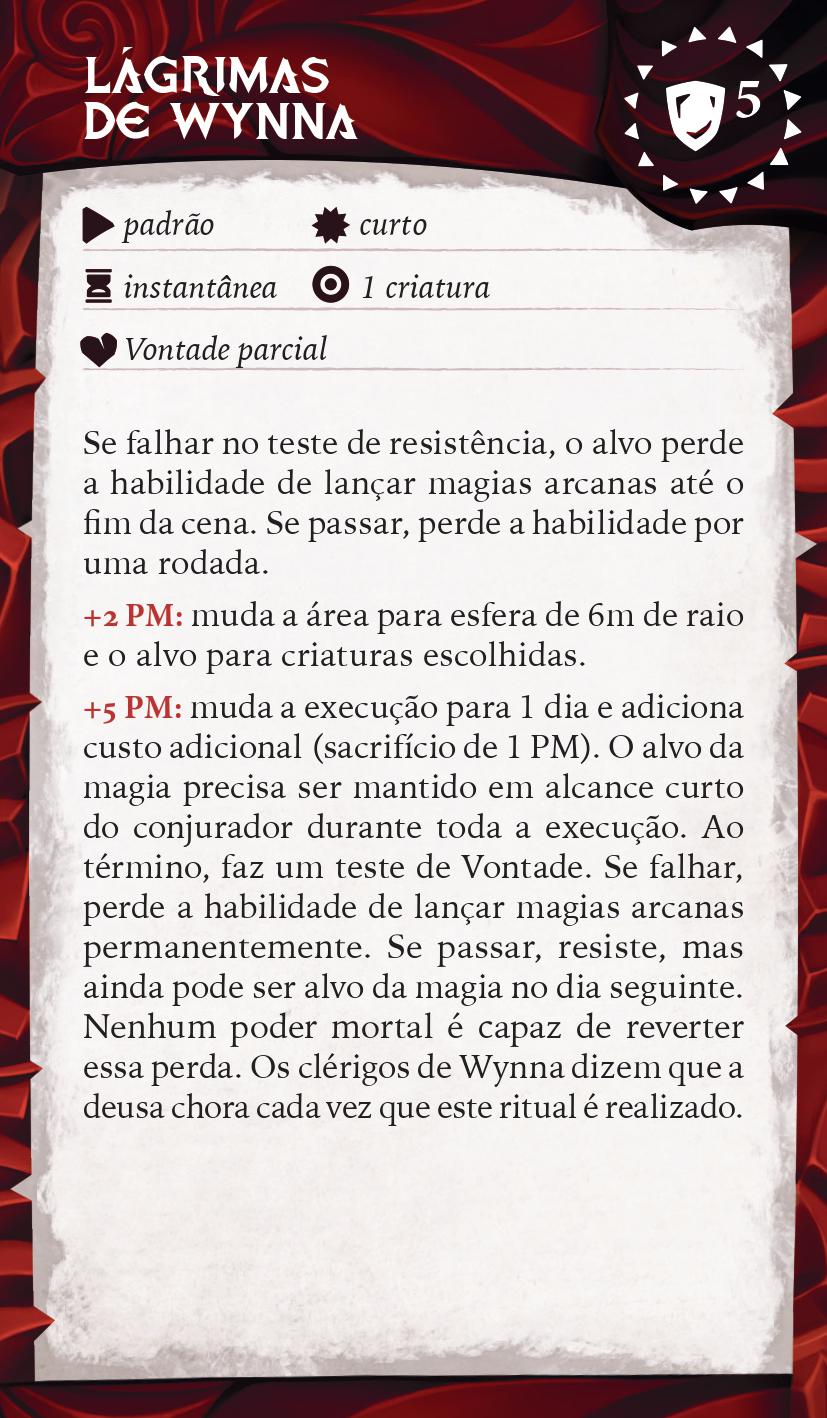 LÁGRIMAS
DE WYNNA
5
padrão curto
instantânea 1 criatura
Vontade parcial
Se falhar no teste de resistência, o alvo perde
a habilidade de lançar magias arcanas até o
fim da cena. Se passar, perde a habilidade por
uma rodada.
+2 PM: muda a área para esfera de 6m de raio
e o alvo para criaturas escolhidas.
+5 PM: muda a execução para 1 dia e adiciona
custo adicional (sacrifício de 1 PM). O alvo da
magia precisa ser mantido em alcance curto
do conjurador durante toda a execução. Ao
término, faz um teste de Vontade. Se falhar,
perde a habilidade de lançar magias arcanas
permanentemente. Se passar, resiste, mas
ainda pode ser alvo da magia no dia seguinte.
Nenhum poder mortal é capaz de reverter
essa perda. Os clérigos de Wynna dizem que a
deusa chora cada vez que este ritual é realizado.